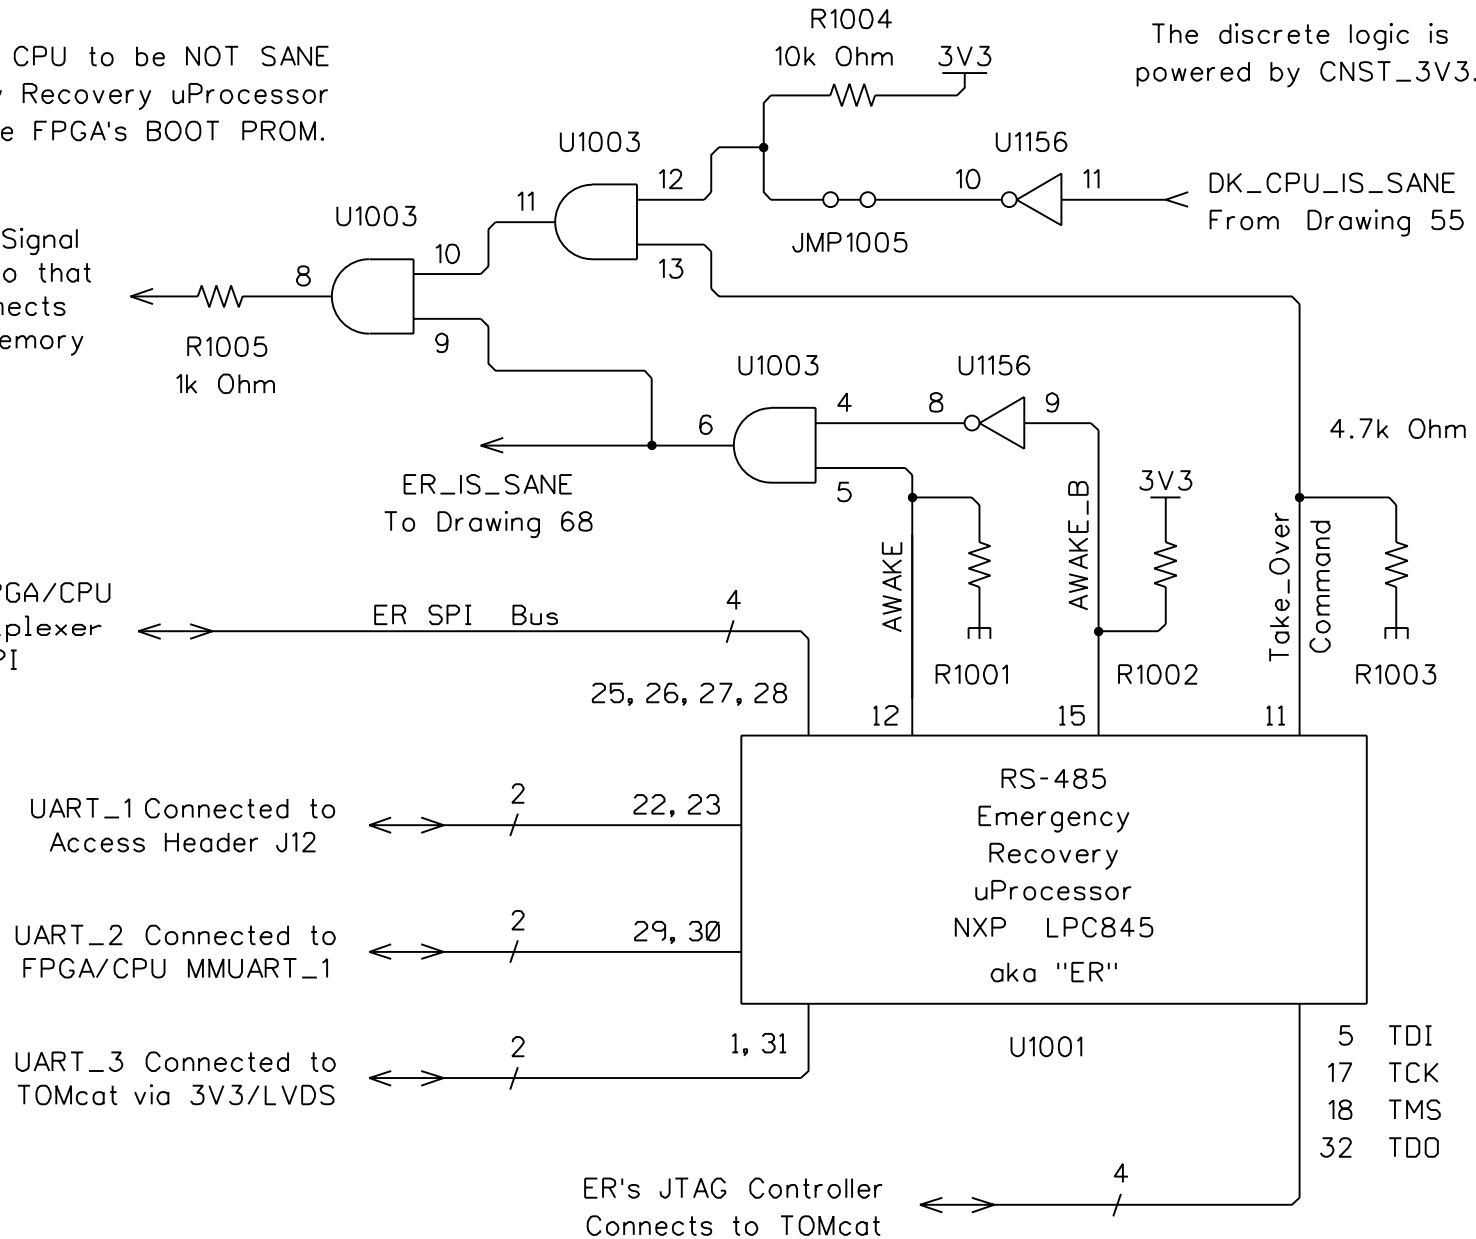 CPU to be NOT SANE
Recovery uProcessor
FPGA's BOOT PROM.
R1004
10k Ohm
3V3
The discrete logic is
powered by CNST_3V3.
U1003
12
11
13
U1156
10
11
DK_CPU_IS_SANE
From Drawing 55
JMP1005
U1003
10
8
9
Signal
that
R1005
1k Ohm
U1003
4
6
5
U1156
8
9
4.7k Ohm
ER_IS_SANE
To Drawing 68
AWAKE
AWAKE_B
3V3
Take_Over
Command
R1001
R1002
R1003
FPGA/CPU
ER SPI Bus
4
25, 26, 27, 28
12
15
11
UART_1 Connected to
Access Header J12
2
22, 23
UART_2 Connected to
FPGA/CPU MMUART_1
2
29, 30
UART_3 Connected to
TOMcat via 3V3/LVDS
2
1, 31
RS-485
Emergency
Recovery
uProcessor
NXP LPC845
aka "ER"
U1001
5 TDI
17 TCK
18 TMS
32 TDO
ER's JTAG Controller
Connects to TOMcat
4